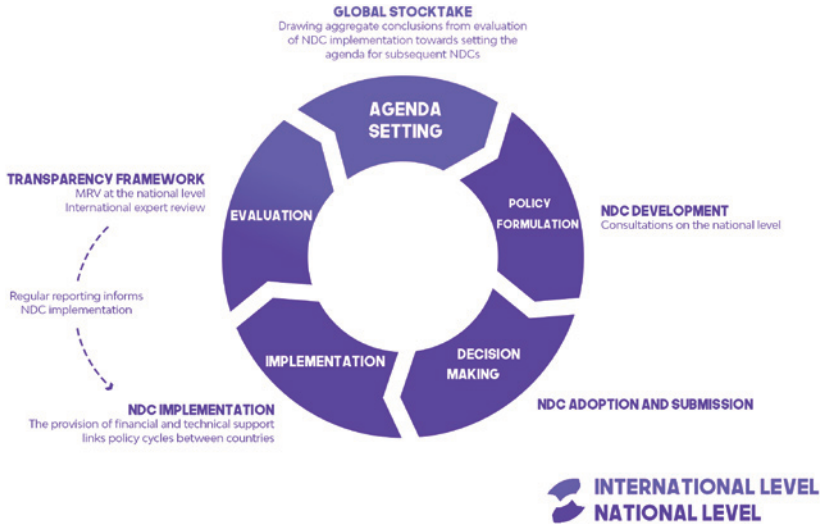 GLOBAL STOCKTAKE
Drawing aggregate conclusions from evaluation
of NDC implementation towards setting the
agenda for subsequent NDCs
AGENDA
SETTING
TRANSPARENCY FRAMEWORK
MRV at the national level
International expert review
EVALUATION
POLICY
FORMULATION
NDC DEVELOPMENT
Consultations on the national level
Regular reporting informs
NDC implementation
IMPLEMENTATION
DECISION
MAKING
NDC IMPLEMENTATION
The provision of financial and technical support
links policy cycles between countries
NDC ADOPTION AND SUBMISSION
INTERNATIONAL LEVEL
NATIONAL LEVEL